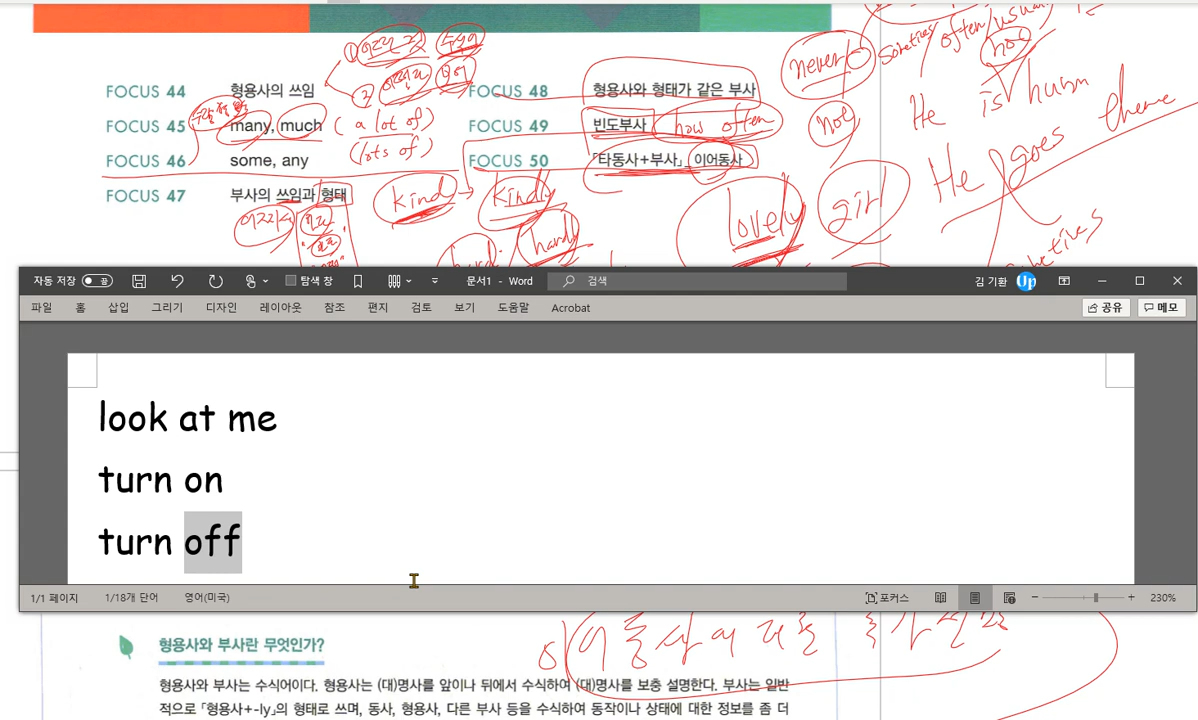 FOCUS 44 형용사의 쓰임
FOCUS 45 many, much (a lot of)
FOCUS 46 some, any (lots of)
FOCUS 47 부사의 쓰임과 형태
FOCUS 48 형용사와 형태가 같은 부사
FOCUS 49 빈도부사 how often
FOCUS 50 「타동사+부사」 이어동사
kind → kindly
hard
lovely girl
never
not
often
not
He is human
He goes there
자동 저장 끔 탐색 창 문서1 - Word 검색 김 기환 Up
파일 홈 삽입 그리기 디자인 레이아웃 참조 편지 검토 보기 도움말 Acrobat 공유 메모
look at me
turn on
turn off
1/1 페이지 1/18개 단어 영어(미국) 포커스 230%
형용사와 부사란 무엇인가?
형용사와 부사는 수식어이다. 형용사는 (대)명사를 앞이나 뒤에서 수식하여 (대)명사를 보충 설명한다. 부사는 일반
적으로 「형용사+-ly」의 형태로 쓰며, 동사, 형용사, 다른 부사 등을 수식하여 동작이나 상태에 대한 정보를 좀 더